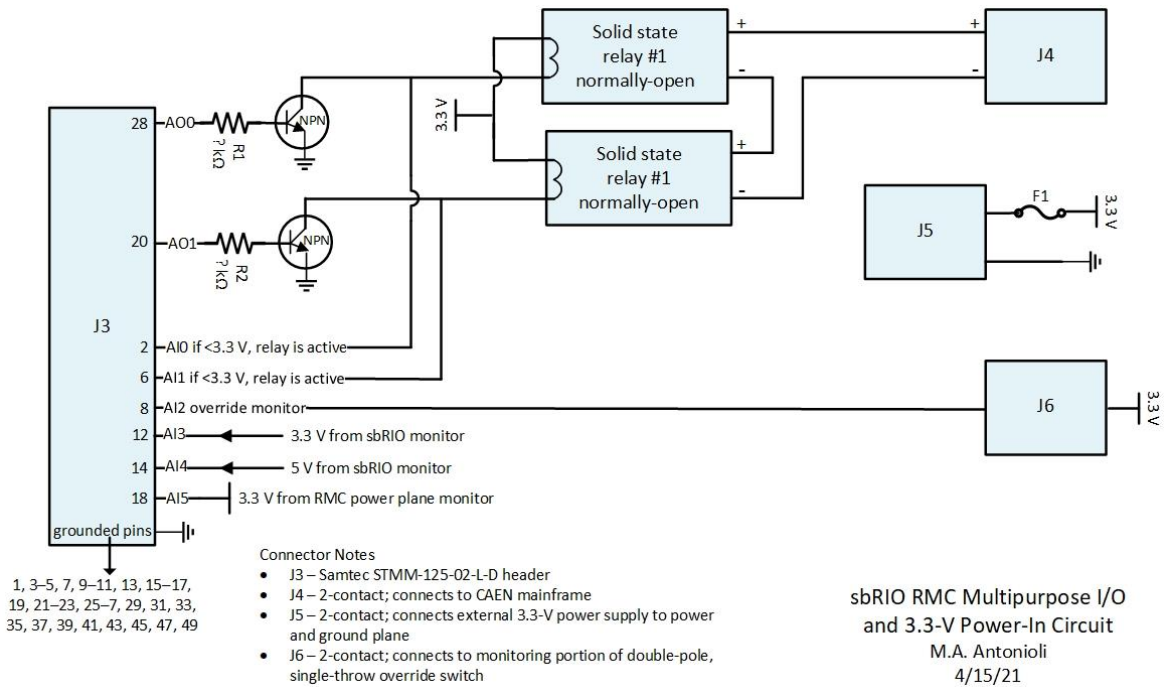 Solid state
relay #1
normally-open
+
-
+
-
J4
3.3 V
Solid state
relay #1
normally-open
+
-
28
AO0
R1
? kΩ
NPN
20
AO1
R2
? kΩ
NPN
J5
F1
3.3 V
J3
2 AI0 if <3.3 V, relay is active
6 AI1 if <3.3 V, relay is active
8 AI2 override monitor
J6
3.3 V
12 AI3 3.3 V from sbRIO monitor
14 AI4 5 V from sbRIO monitor
18 AI5 3.3 V from RMC power plane monitor
grounded pins
1, 3–5, 7, 9–11, 13, 15–17,
19, 21–23, 25–7, 29, 31, 33,
35, 37, 39, 41, 43, 45, 47, 49
Connector Notes
• J3 – Samtec STMM-125-02-L-D header
• J4 – 2-contact; connects to CAEN mainframe
• J5 – 2-contact; connects external 3.3-V power supply to power
and ground plane
• J6 – 2-contact; connects to monitoring portion of double-pole,
single-throw override switch
sbRIO RMC Multipurpose I/O
and 3.3-V Power-In Circuit
M.A. Antonioli
4/15/21